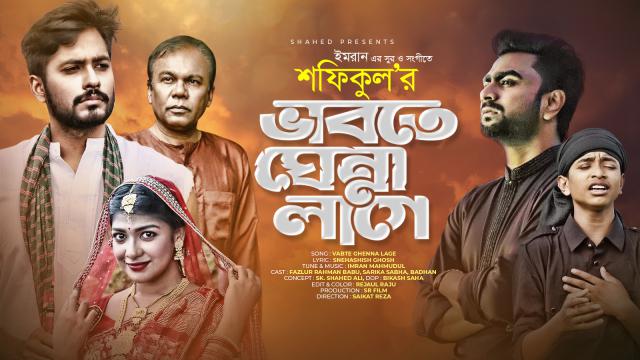 SHAHED PRESENTS
ইমরান এর সুর ও সংগীতে
শফিকুল'র
ভাবতে
ঘেন্না
লাগে
SONG : VABTE GHENNA LAGE
LYRIC : SNEHASHISH GHOSH
TUNE & MUSIC : IMRAN MAHMUDUL
CAST : FAZLUR RAHMAN BABU, SARIKA SABHA, BADHAN
CONCEPT : SK. SHAHED ALI, DOP : BIKASH SAHA
EDIT & COLOR : REJAUL RAJU
PRODUCTION : SR FILM
DIRECTION : SAIKAT REZA